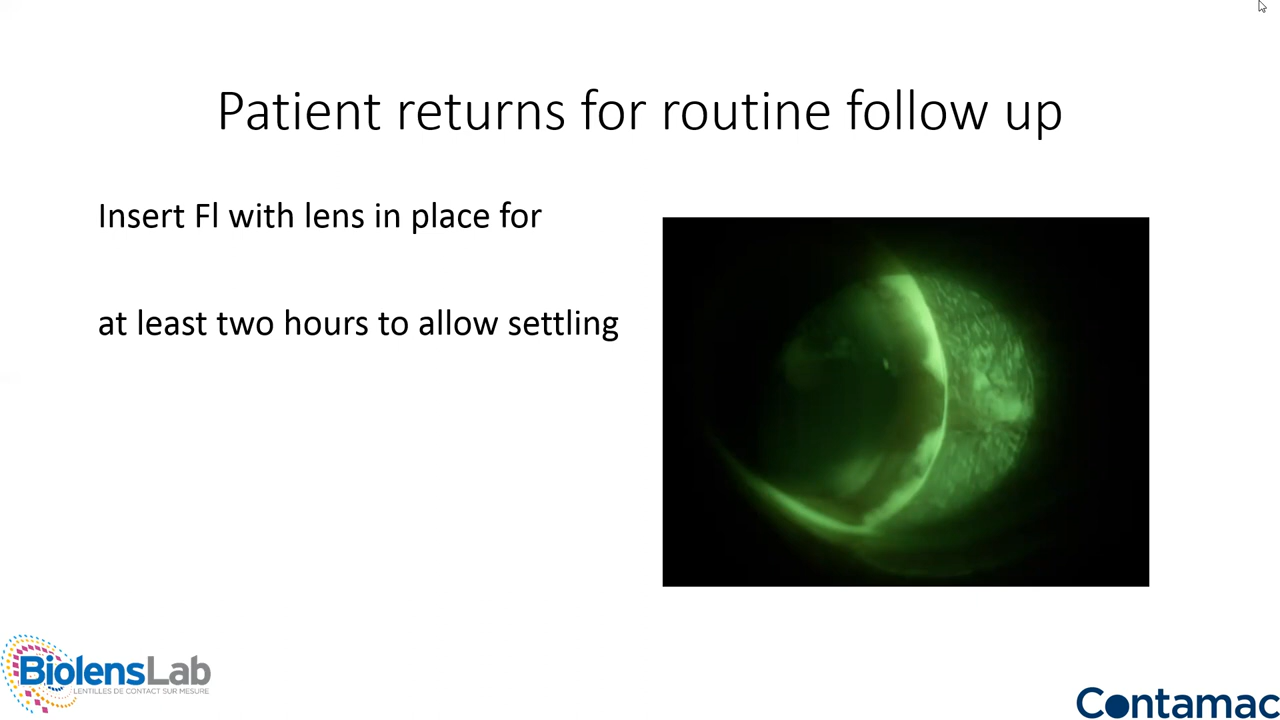 Patient returns for routine follow up
Insert Fl with lens in place for
at least two hours to allow settling
BiolensLab
LENTILLES DE CONTACT SUR MESURE
Contamac